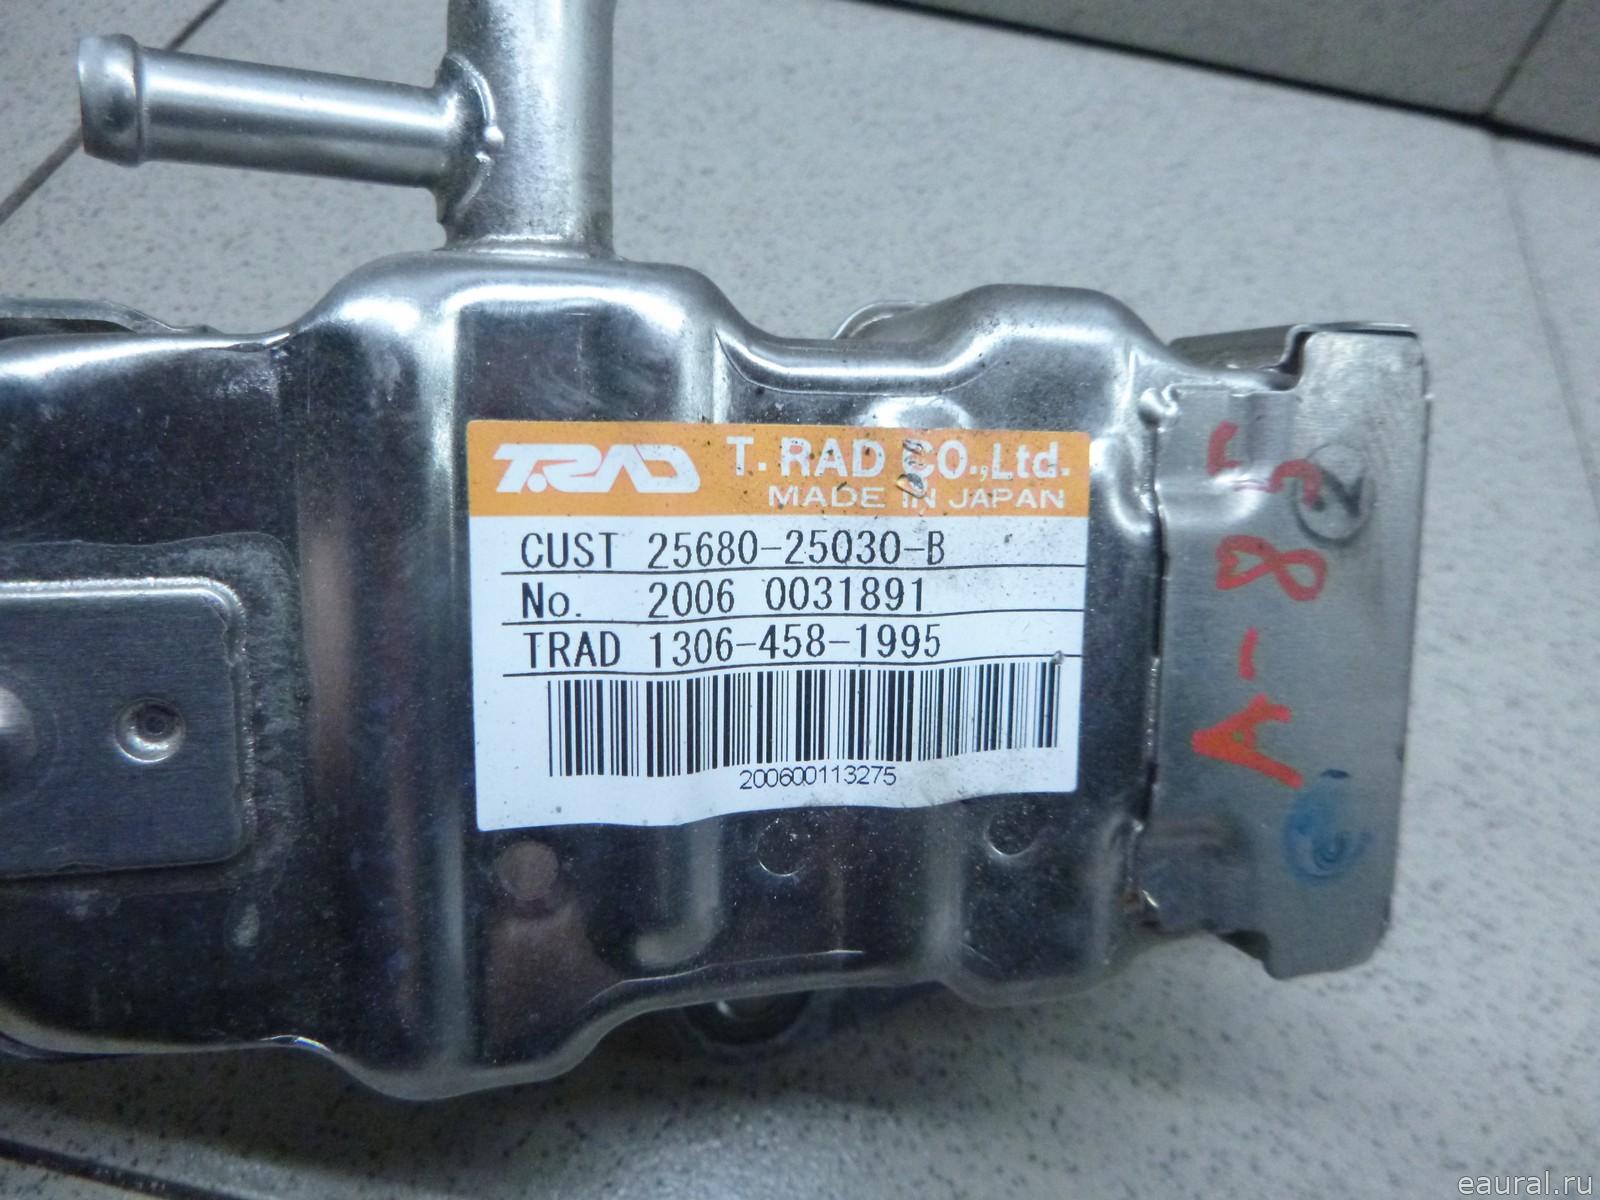 T.RAD T. RAD CO.,Ltd.
MADE IN JAPAN
CUST 25680-25030-B
No. 2006 0031891
TRAD 1306-458-1995
200600113275
A-85
2
eaural.ru